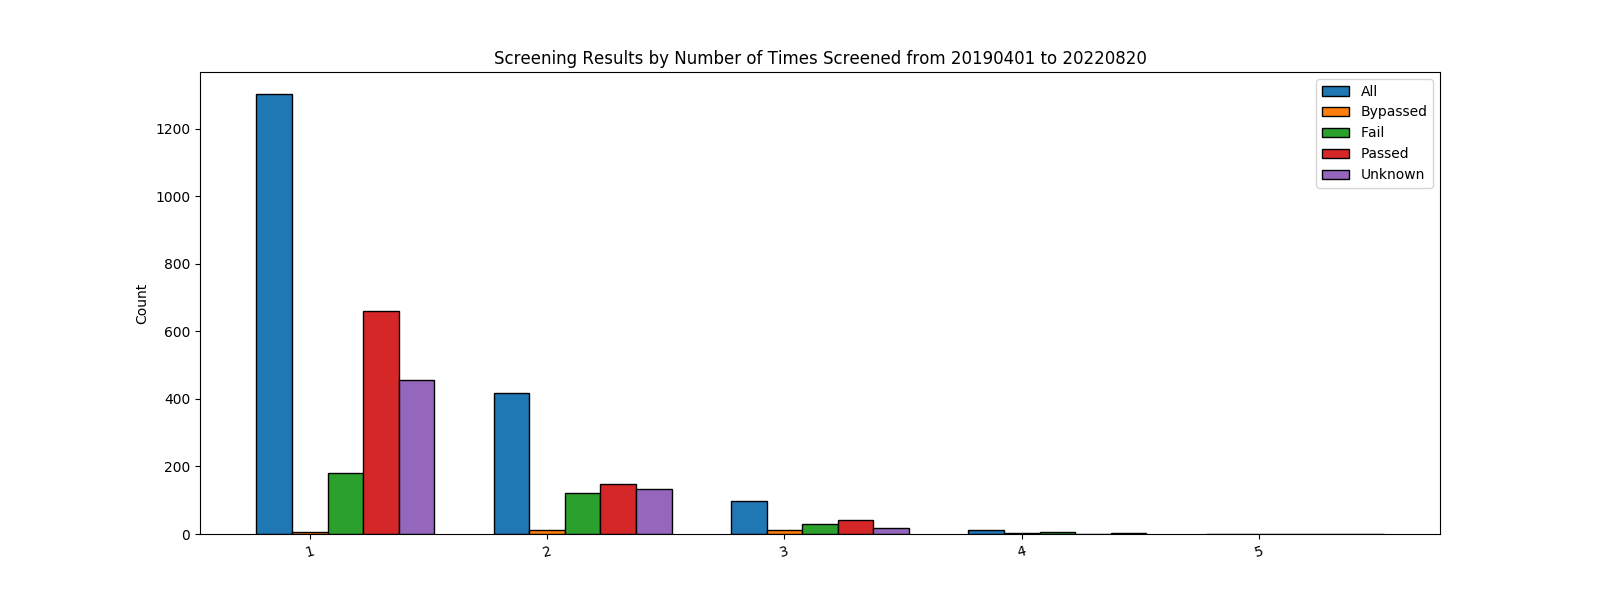 Screening Results by Number of Times Screened from 20190401 to 20220820
All
Bypassed
Fail
Passed
Unknown
Count
1200
1000
800
600
400
200
0
1 2 3 4 5